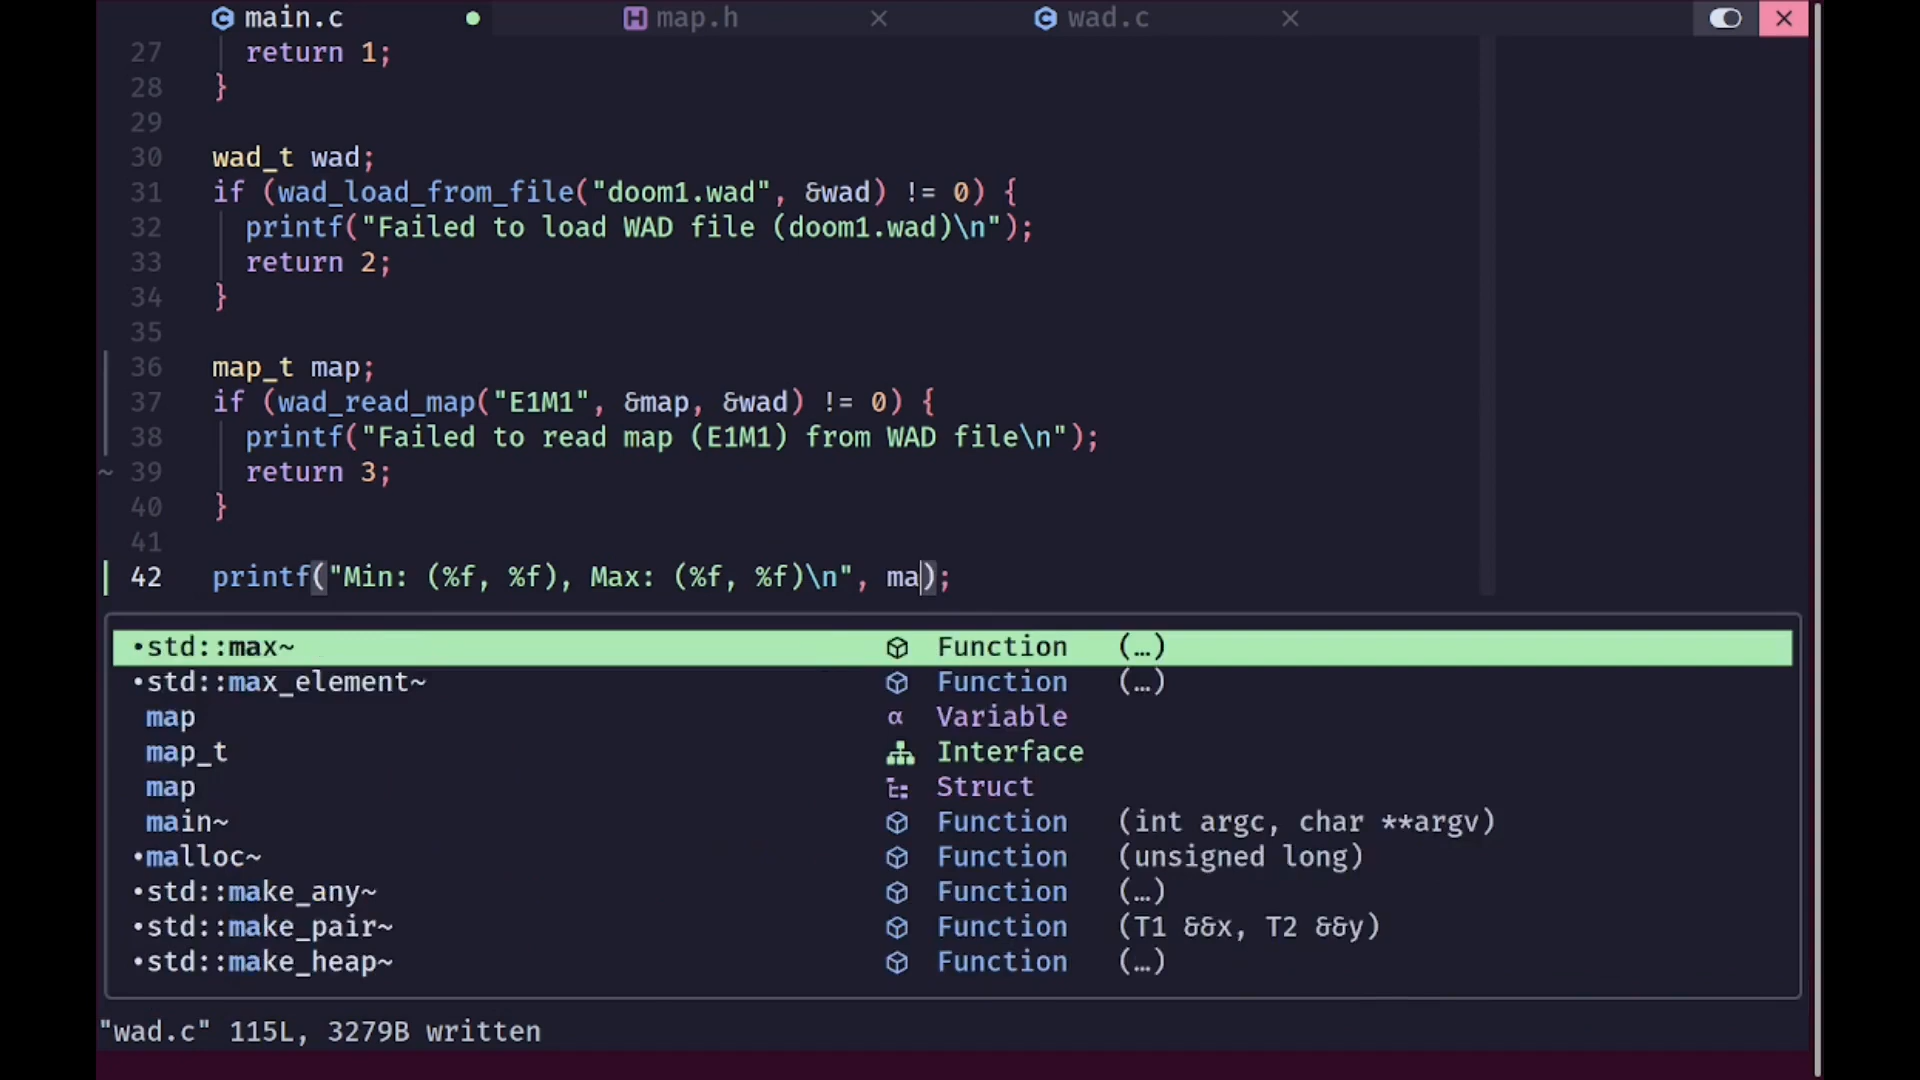 main.c map.h wad.c
27 return 1;
28 }
29
30 wad_t wad;
31 if (wad_load_from_file("doom1.wad", &wad) != 0) {
32 printf("Failed to load WAD file (doom1.wad)\n");
33 return 2;
34 }
35
36 map_t map;
37 if (wad_read_map("E1M1", &map, &wad) != 0) {
38 printf("Failed to read map (E1M1) from WAD file\n");
~ 39 return 3;
40 }
41
42 printf("Min: (%f, %f), Max: (%f, %f)\n", ma);
•std::max~ Function (…)
•std::max_element~ Function (…)
map α Variable
map_t Interface
map Struct
main~ Function (int argc, char **argv)
•malloc~ Function (unsigned long)
•std::make_any~ Function (…)
•std::make_pair~ Function (T1 &&x, T2 &&y)
•std::make_heap~ Function (…)
"wad.c" 115L, 3279B written